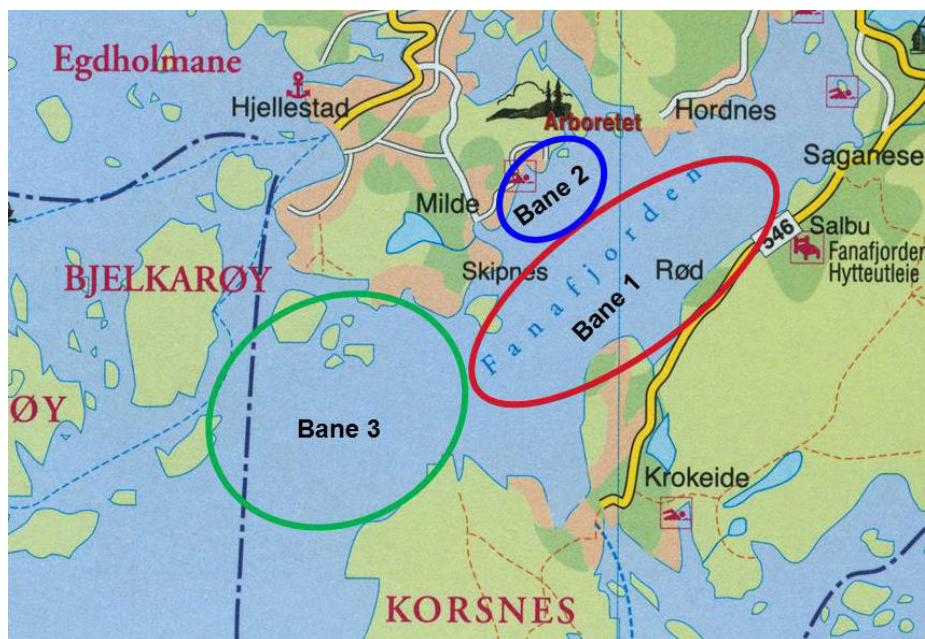 Egdholmane
Hjellestad
Hordnes
Arboretet
Saganeset
Milde
Bane 2
546
Salbu
Fanafjorden
Hytteutleie
Skipnes
Rød
BJELKARØY
Fanafjorden
Bane 1
ØY
Bane 3
Krokeide
KORSNES